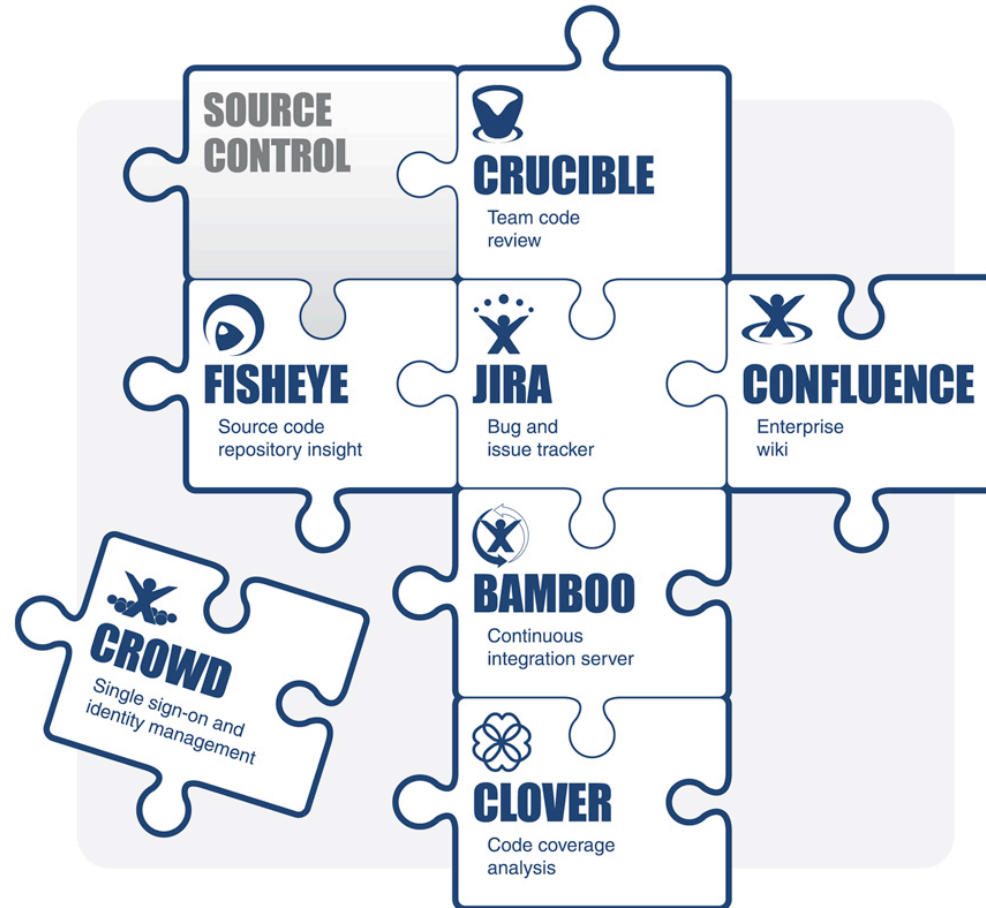 SOURCE
CONTROL
CRUCIBLE
Team code
review
FISHEYE
Source code
repository insight
JIRA
Bug and
issue tracker
CONFLUENCE
Enterprise
wiki
CROWD
Single sign-on and
identity management
BAMBOO
Continuous
integration server
CLOVER
Code coverage
analysis